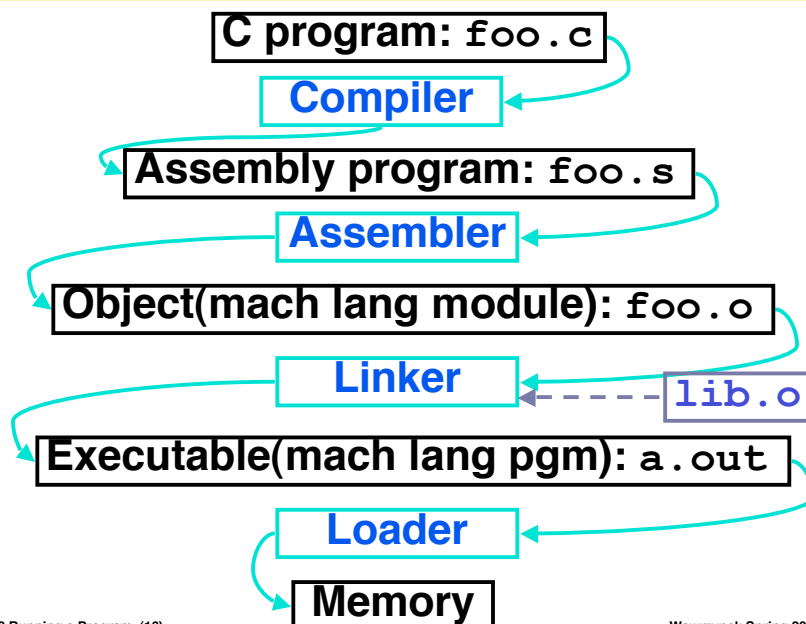 C program: foo.c
Compiler
Assembly program: foo.s
Assembler
Object(mach lang module): foo.o
Linker
lib.o
Executable(mach lang pgm): a.out
Loader
Memory